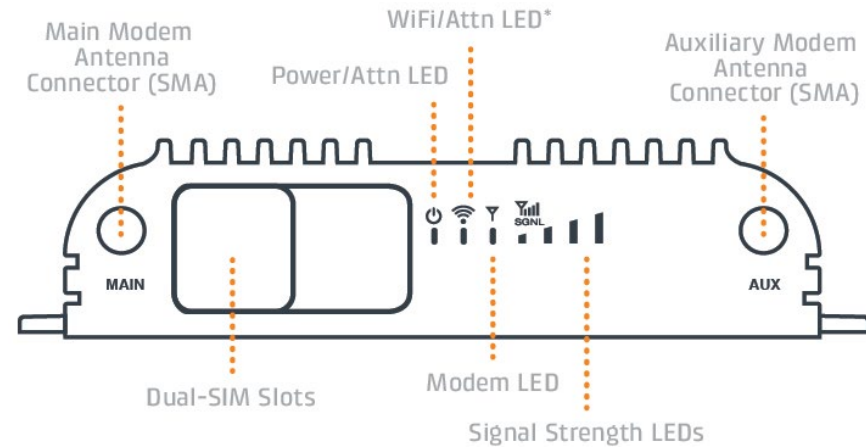 WiFi/Attn LED*
Main Modem
Antenna
Connector (SMA)
Power/Attn LED
Auxiliary Modem
Antenna
Connector (SMA)
SGNL
MAIN
AUX
Dual-SIM Slots
Modem LED
Signal Strength LEDs